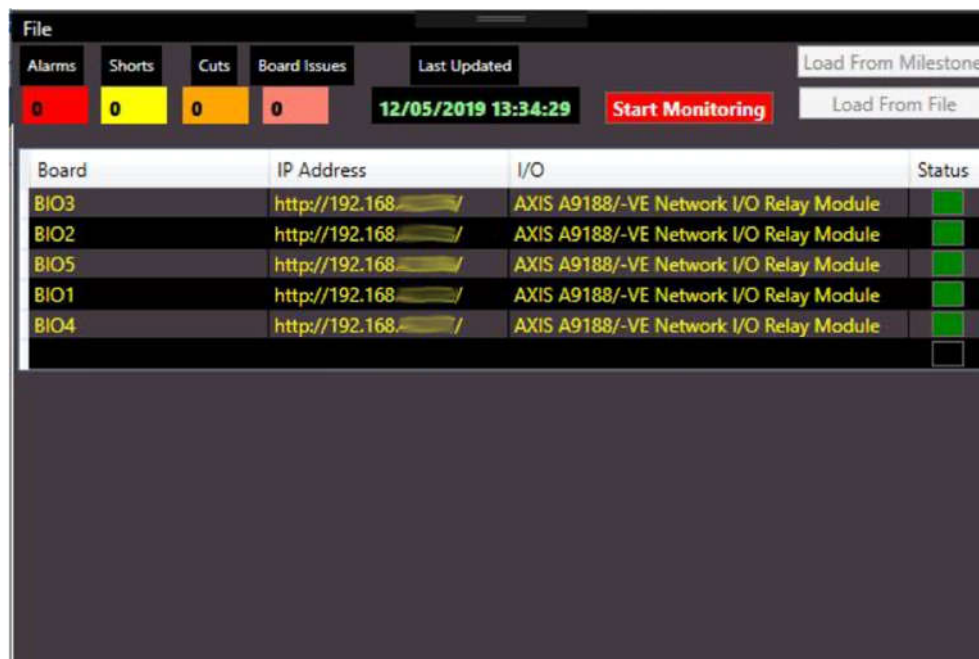 File
Alarms Shorts Cuts Board Issues Last Updated Load From Milestone
0 0 0 0 12/05/2019 13:34:29 Start Monitoring Load From File
Board IP Address I/O Status
BIO3 http://192.168. / AXIS A9188/-VE Network I/O Relay Module
BIO2 http://192.168. / AXIS A9188/-VE Network I/O Relay Module
BIO5 http://192.168. / AXIS A9188/-VE Network I/O Relay Module
BIO1 http://192.168. / AXIS A9188/-VE Network I/O Relay Module
BIO4 http://192.168. / AXIS A9188/-VE Network I/O Relay Module